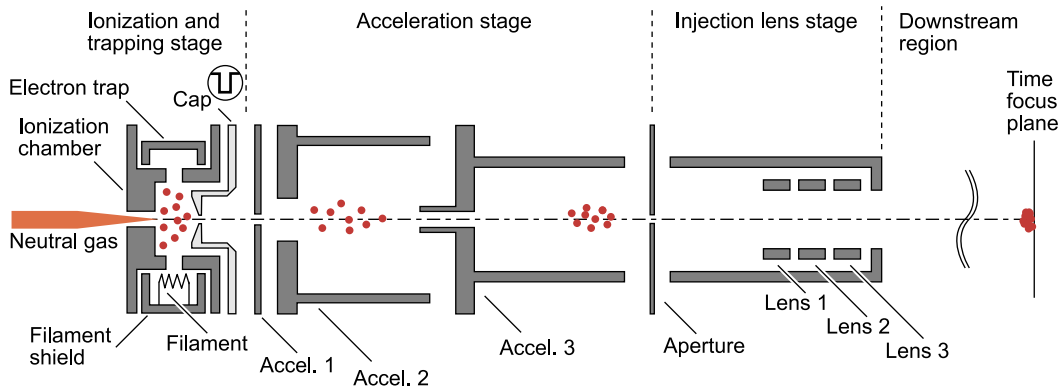 Ionization and
trapping stage
Acceleration stage
Injection lens stage
Downstream
region
Electron trap
Cap
Time
focus
plane
Ionization
chamber
Neutral gas
Filament
shield
Filament
Accel. 1
Accel. 2
Accel. 3
Aperture
Lens 1
Lens 2
Lens 3